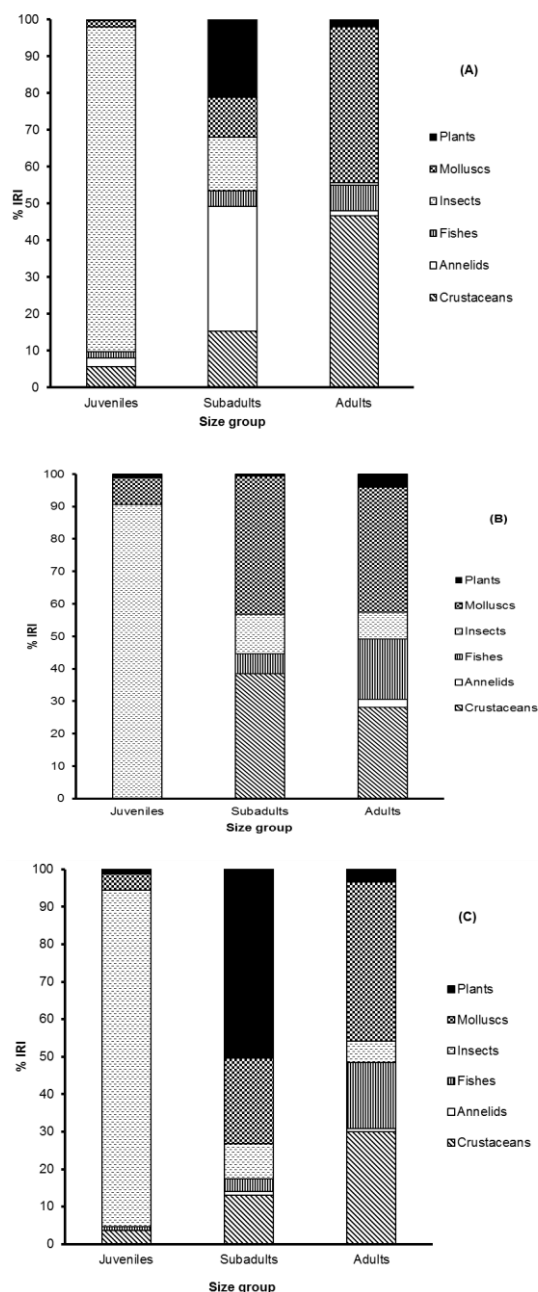 100
90
80
70
60
50
40
30
20
10
0
% IRI
Juveniles
Subadults
Adults
Size group
(A)
Plants
Molluscs
Insects
Fishes
Annelids
Crustaceans
100
90
80
70
60
50
40
30
20
10
0
% IRI
Juveniles
Subadults
Adults
Size group
(B)
Plants
Molluscs
Insects
Fishes
Annelids
Crustaceans
100
90
80
70
60
50
40
30
20
10
0
% IRI
Juveniles
Subadults
Adults
Size group
(C)
Plants
Molluscs
Insects
Fishes
Annelids
Crustaceans